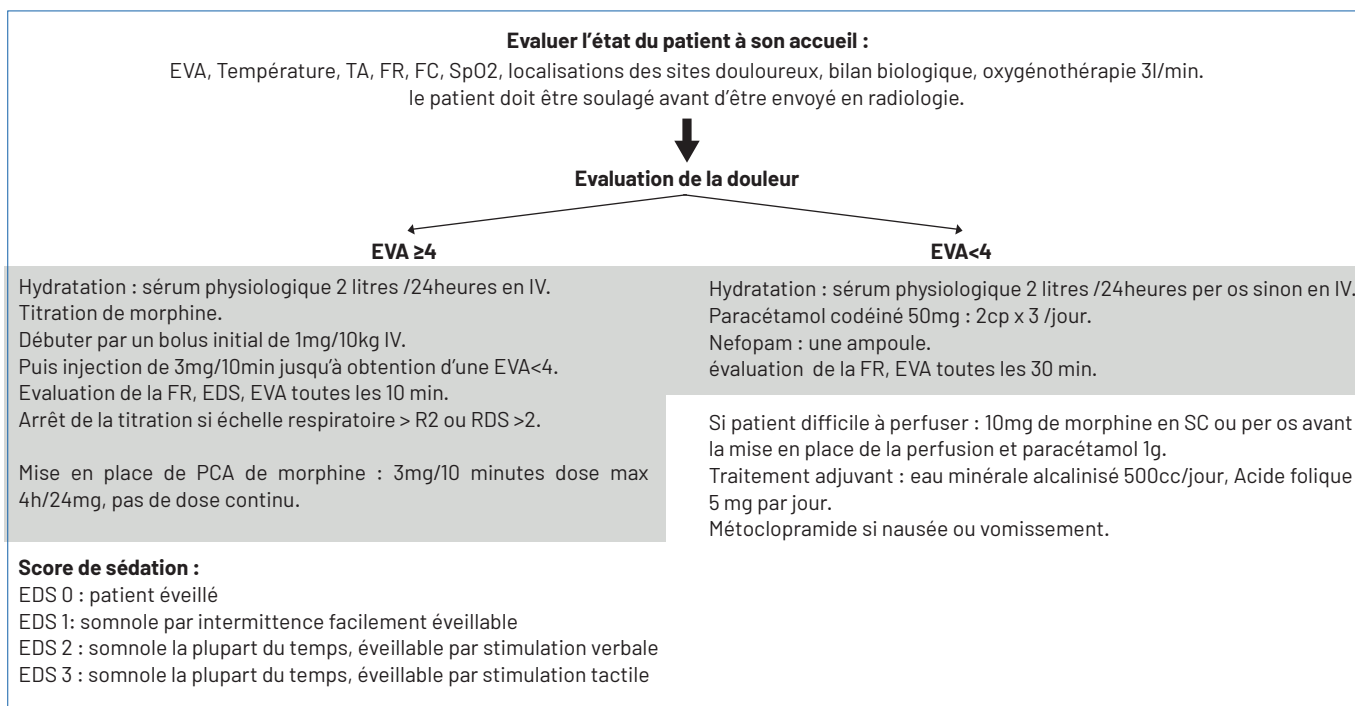 Evaluer l'état du patient à son accueil :
EVA, Température, TA, FR, FC, SpO2, localisations des sites douloureux, bilan biologique, oxygénothérapie 3l/min.
le patient doit être soulagé avant d'être envoyé en radiologie.
Evaluation de la douleur
EVA ≥4
Hydratation : sérum physiologique 2 litres /24heures en IV.
Titration de morphine.
Débuter par un bolus initial de 1mg/10kg IV.
Puis injection de 3mg/10min jusqu'à obtention d'une EVA<4.
Evaluation de la FR, EDS, EVA toutes les 10 min.
Arrêt de la titration si échelle respiratoire > R2 ou RDS >2.
Mise en place de PCA de morphine : 3mg/10 minutes dose max
4h/24mg, pas de dose continu.
EVA<4
Hydratation : sérum physiologique 2 litres /24heures per os sinon en IV.
Paracétamol codéiné 50mg : 2cp x 3 /jour.
Nefopam : une ampoule.
évaluation de la FR, EVA toutes les 30 min.
Si patient difficile à perfuser : 10mg de morphine en SC ou per os avant
la mise en place de la perfusion et paracétamol 1g.
Traitement adjuvant : eau minérale alcalinisé 500cc/jour, Acide folique
5 mg par jour.
Métoclopramide si nausée ou vomissement.
Score de sédation :
EDS 0 : patient éveillé
EDS 1: somnole par intermittence facilement éveillable
EDS 2 : somnole la plupart du temps, éveillable par stimulation verbale
EDS 3 : somnole la plupart du temps, éveillable par stimulation tactile